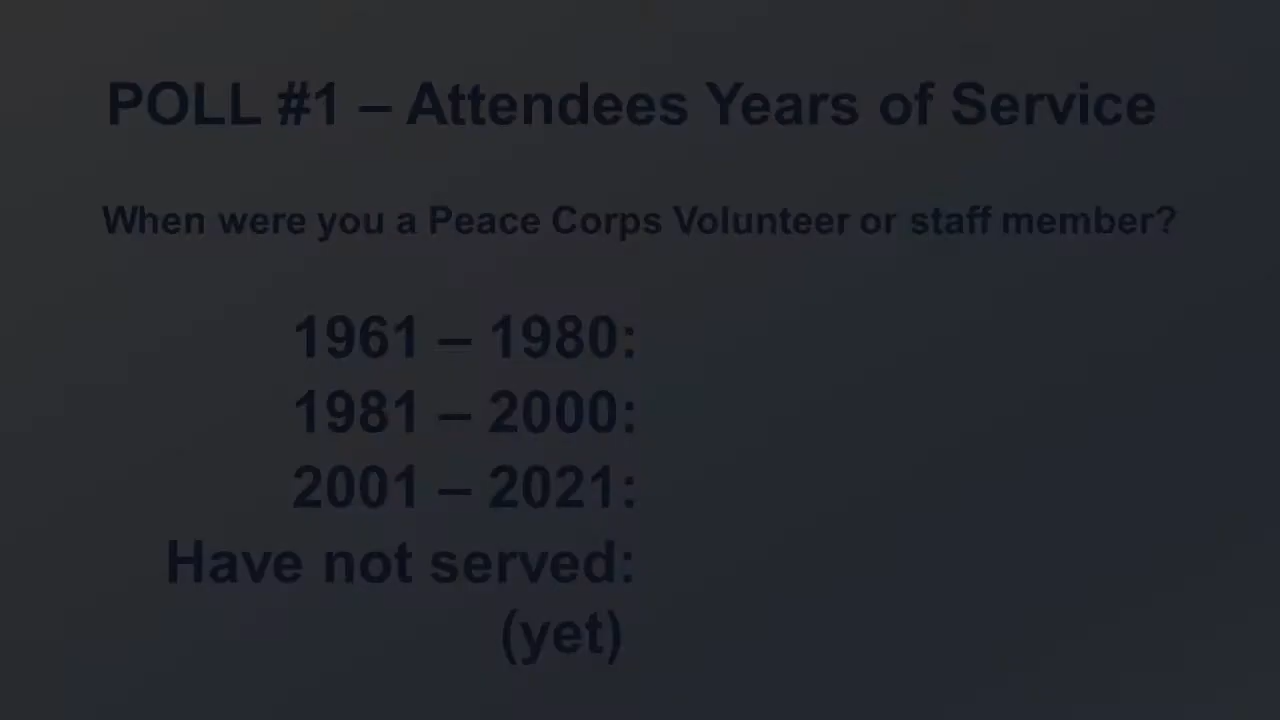 POLL #1 – Attendees Years of Service
When were you a Peace Corps Volunteer or staff member?
1961 – 1980:
1981 – 2000:
2001 – 2021:
Have not served:
(yet)